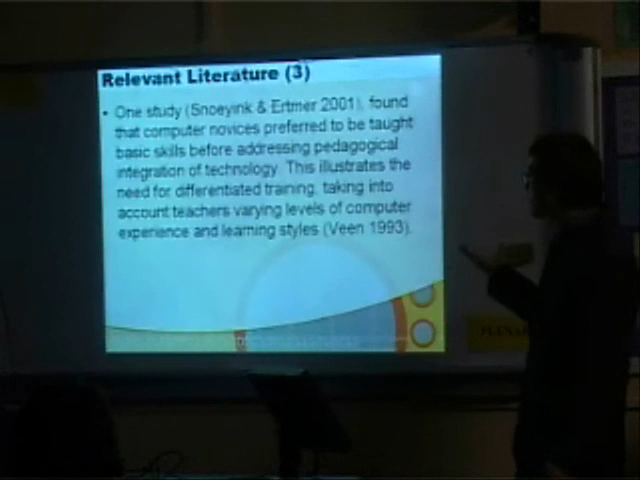 Relevant Literature (3)
• One study (Snoeyink & Ertmer 2001), found
that computer novices preferred to be taught
basic skills before addressing pedagogical
integration of technology. This illustrates the
need for differentiated training, taking into
account teachers varying levels of computer
experience and learning styles (Veen 1993).